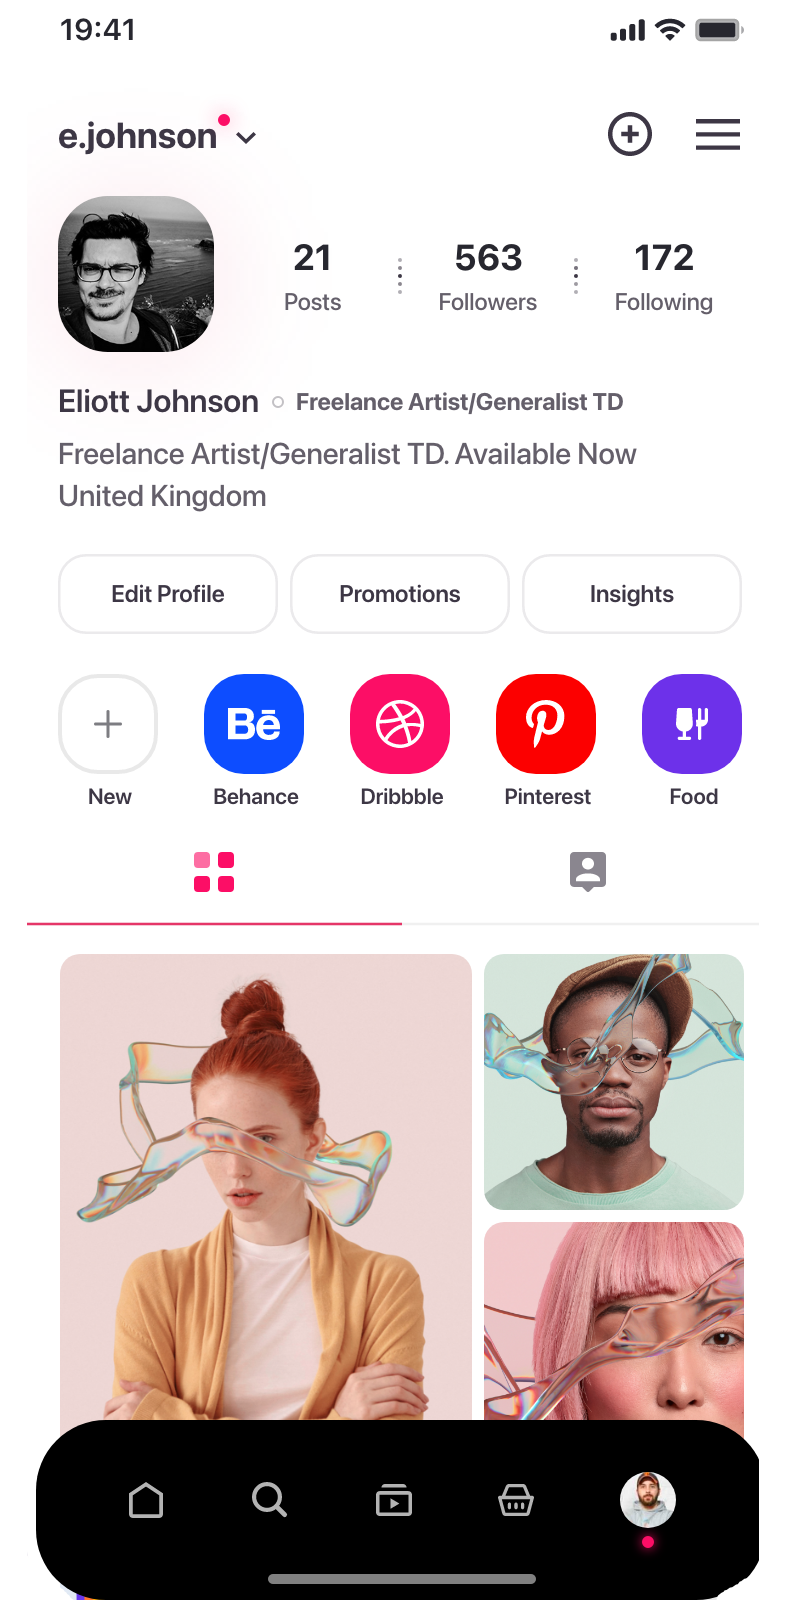 19:41
e.johnson
21 563 172
Posts Followers Following
Eliott Johnson Freelance Artist/Generalist TD
Freelance Artist/Generalist TD. Available Now
United Kingdom
Edit Profile Promotions Insights
Bē
New Behance Dribbble Pinterest Food